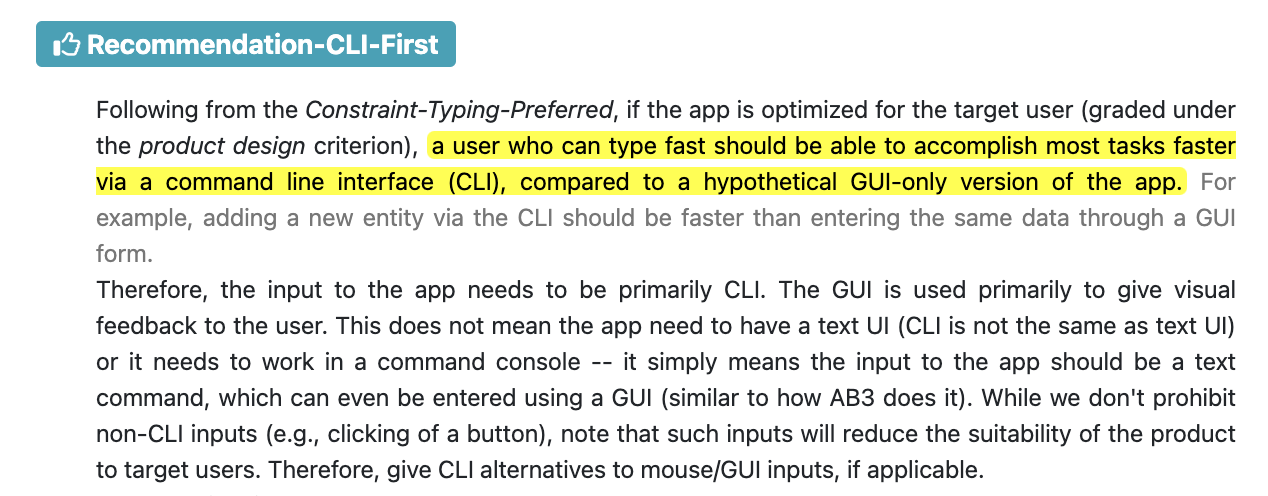 Recommendation-CLI-First
Following from the Constraint-Typing-Preferred, if the app is optimized for the target user (graded under
the product design criterion), a user who can type fast should be able to accomplish most tasks faster
via a command line interface (CLI), compared to a hypothetical GUI-only version of the app. For
example, adding a new entity via the CLI should be faster than entering the same data through a GUI
form.
Therefore, the input to the app needs to be primarily CLI. The GUI is used primarily to give visual
feedback to the user. This does not mean the app need to have a text UI (CLI is not the same as text UI)
or it needs to work in a command console -- it simply means the input to the app should be a text
command, which can even be entered using a GUI (similar to how AB3 does it). While we don't prohibit
non-CLI inputs (e.g., clicking of a button), note that such inputs will reduce the suitability of the product
to target users. Therefore, give CLI alternatives to mouse/GUI inputs, if applicable.